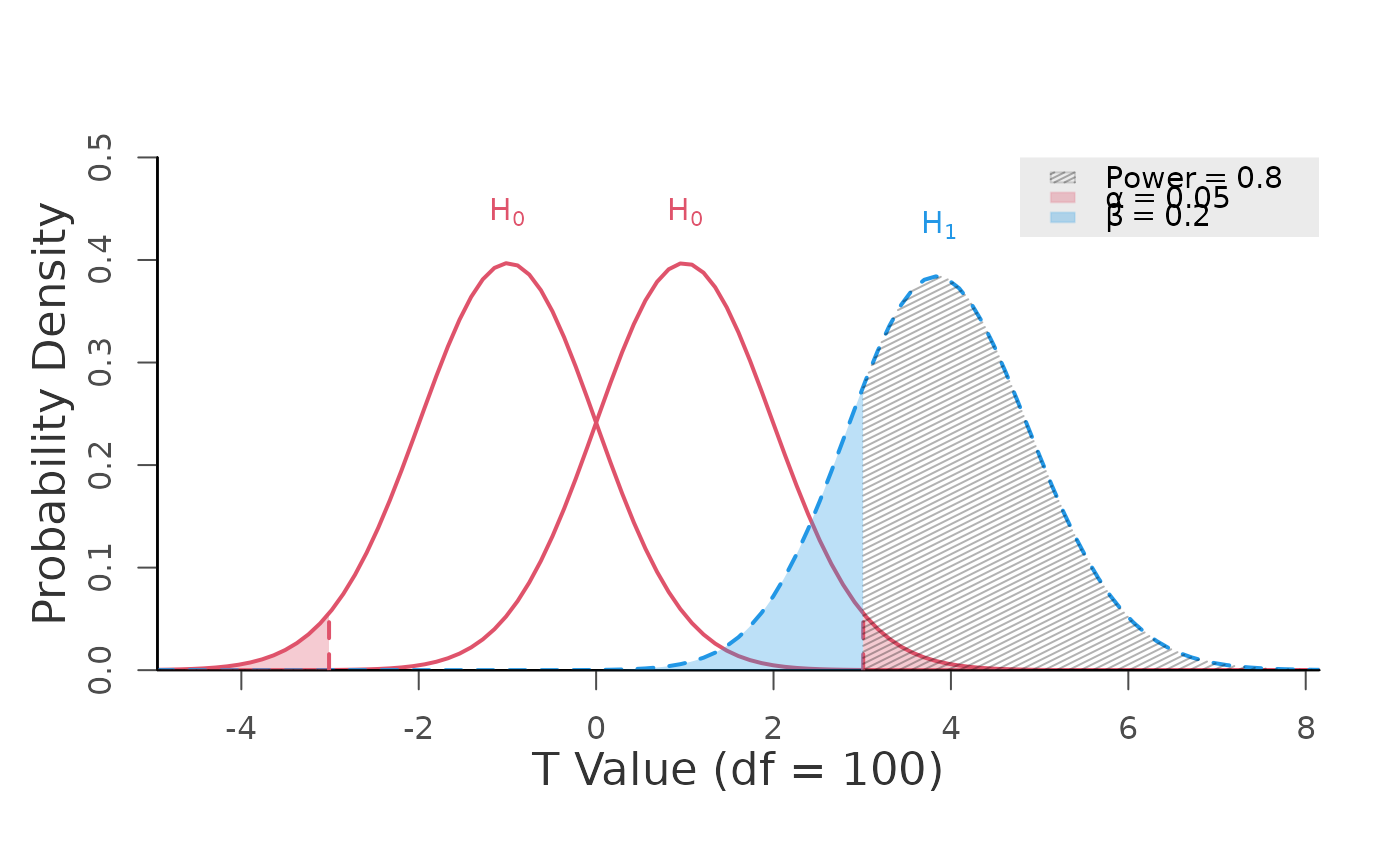 Power = 0.8
α = 0.05
β = 0.2
H0
H0
H1
Probability Density
0.5
0.4
0.3
0.2
0.1
0.0
-4 -2 0 2 4 6 8
T Value (df = 100)